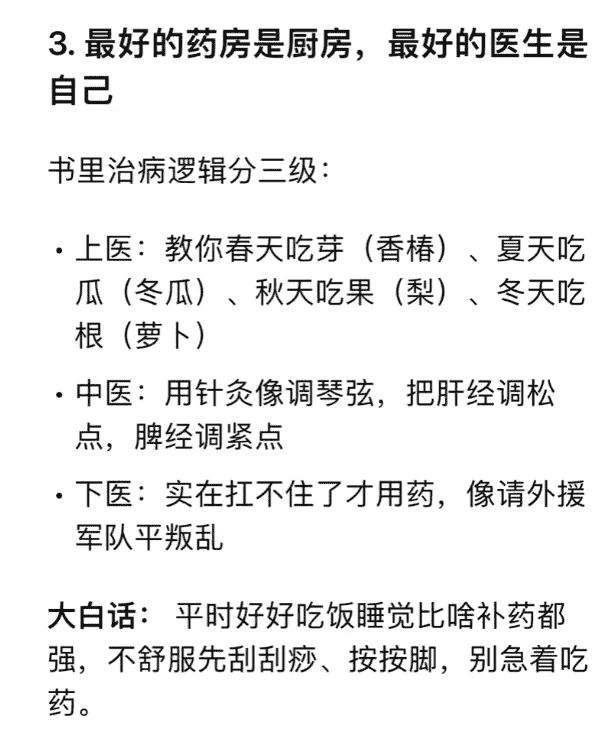 3. 最好的药房是厨房，最好的医生是
自己
书里治病逻辑分三级：
• 上医：教你春天吃芽（香椿）、夏天吃
瓜（冬瓜）、秋天吃果（梨）、冬天吃
根（萝卜）
• 中医：用针灸像调琴弦，把肝经调松
点，脾经调紧点
• 下医：实在扛不住了才用药，像请外援
军队平叛乱
大白话： 平时好好吃饭睡觉比啥补药都
强，不舒服先刮刮痧、按按脚，别急着吃
药。